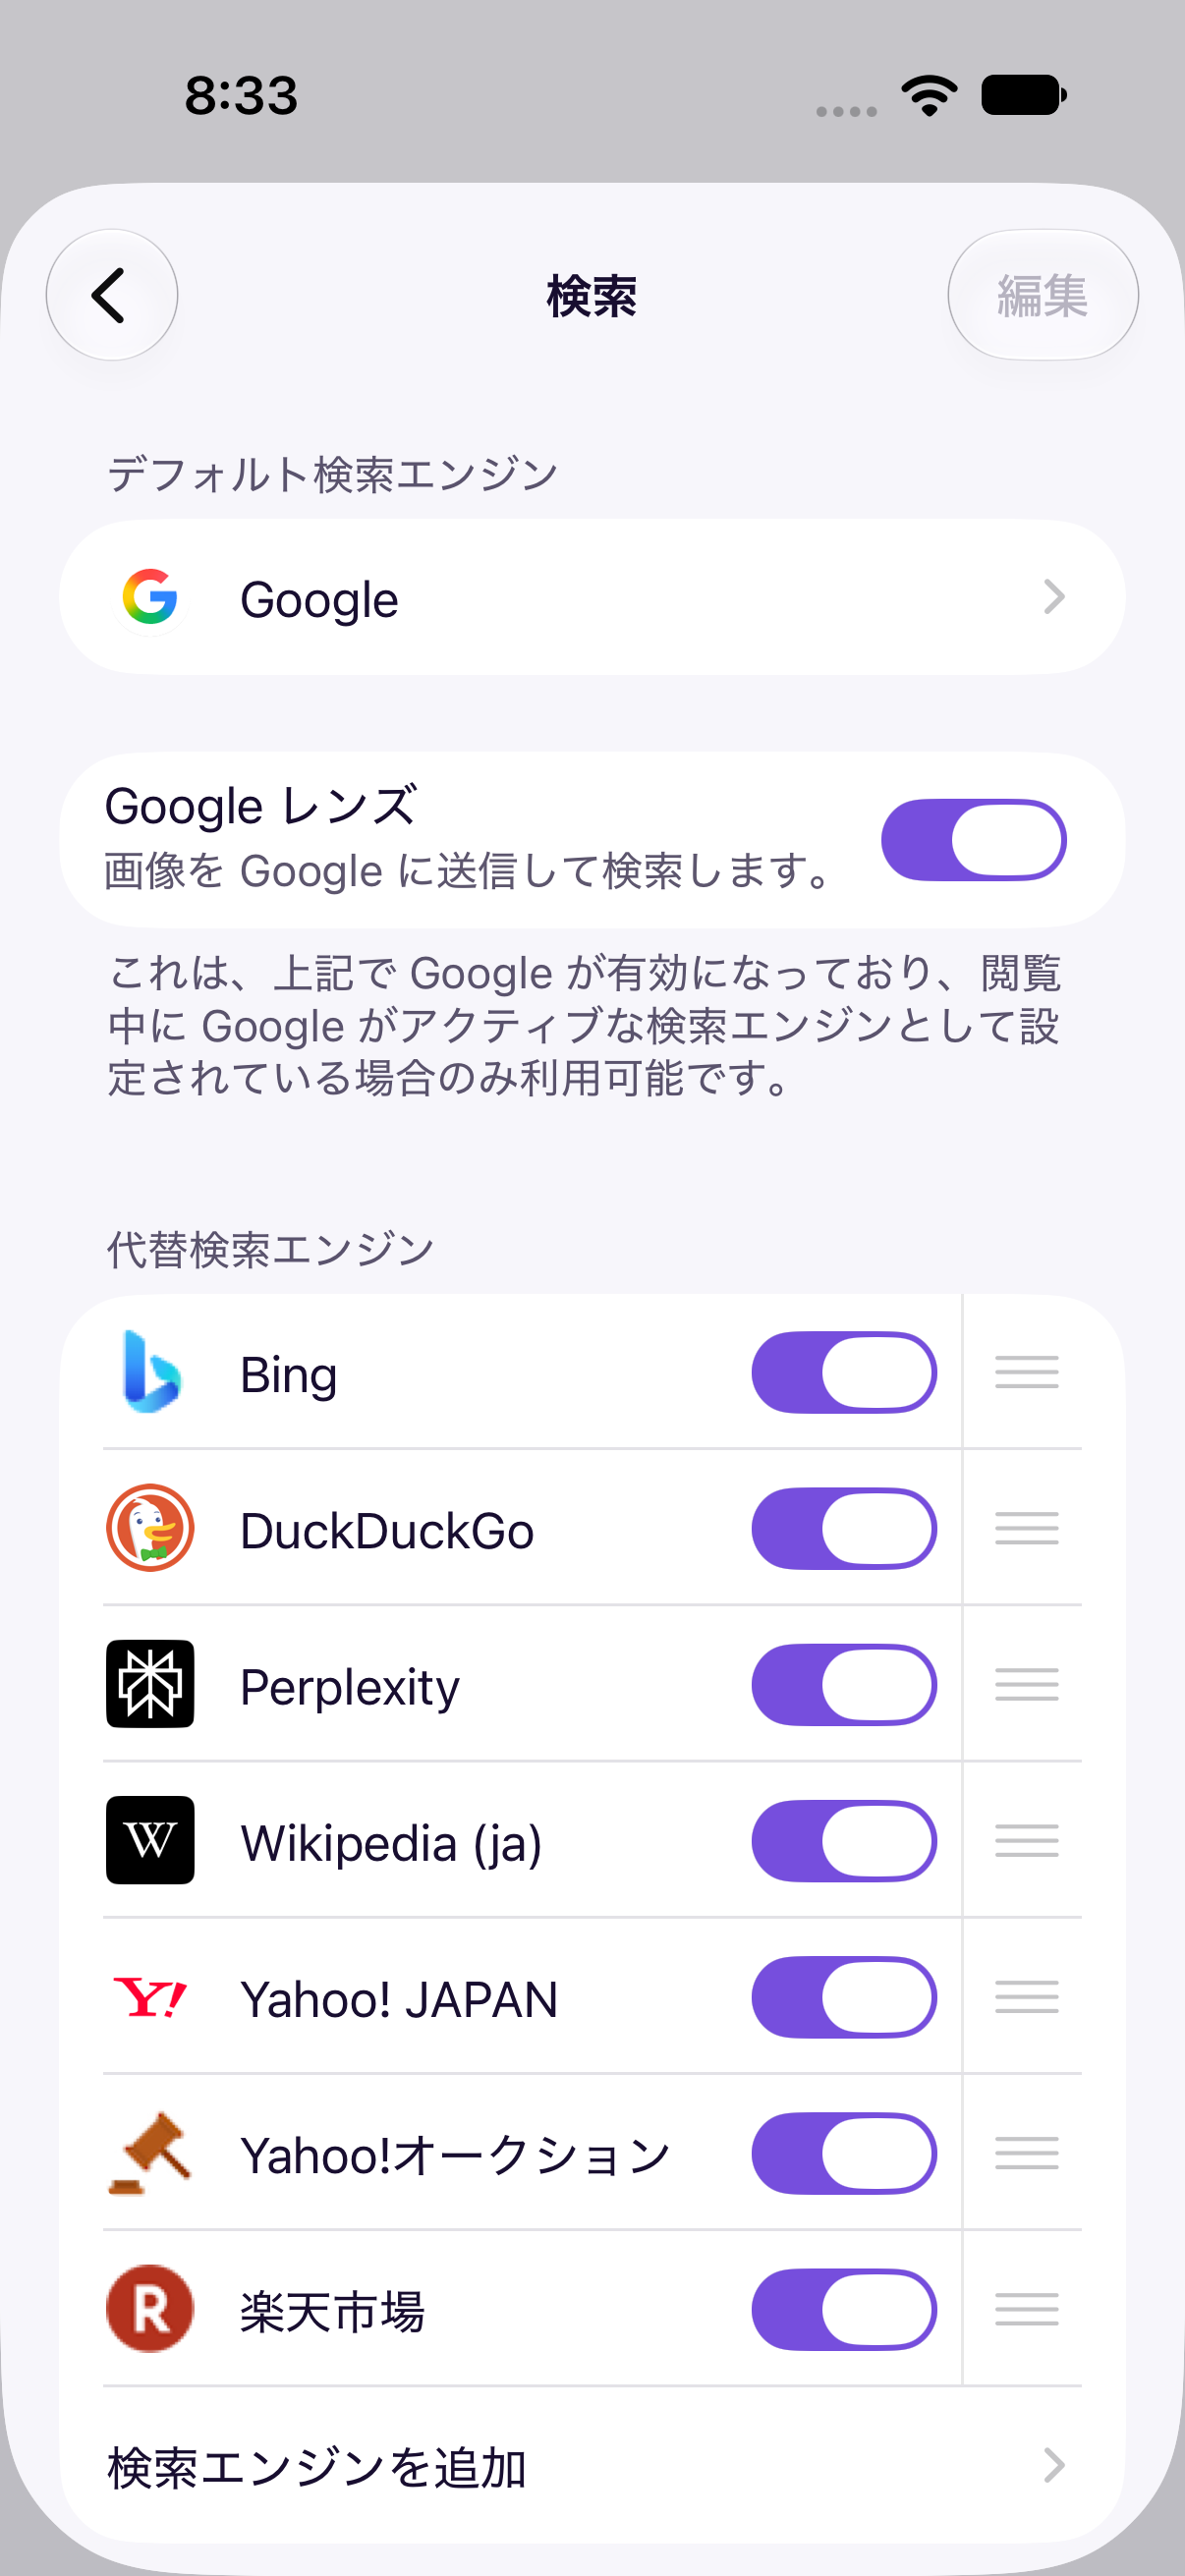 8:33
検索
編集
デフォルト検索エンジン
Google
Google レンズ
画像を Google に送信して検索します。
これは、上記で Google が有効になっており、閲覧
中に Google がアクティブな検索エンジンとして設
定されている場合のみ利用可能です。
代替検索エンジン
Bing
DuckDuckGo
Perplexity
Wikipedia (ja)
Yahoo! JAPAN
Yahoo!オークション
楽天市場
検索エンジンを追加